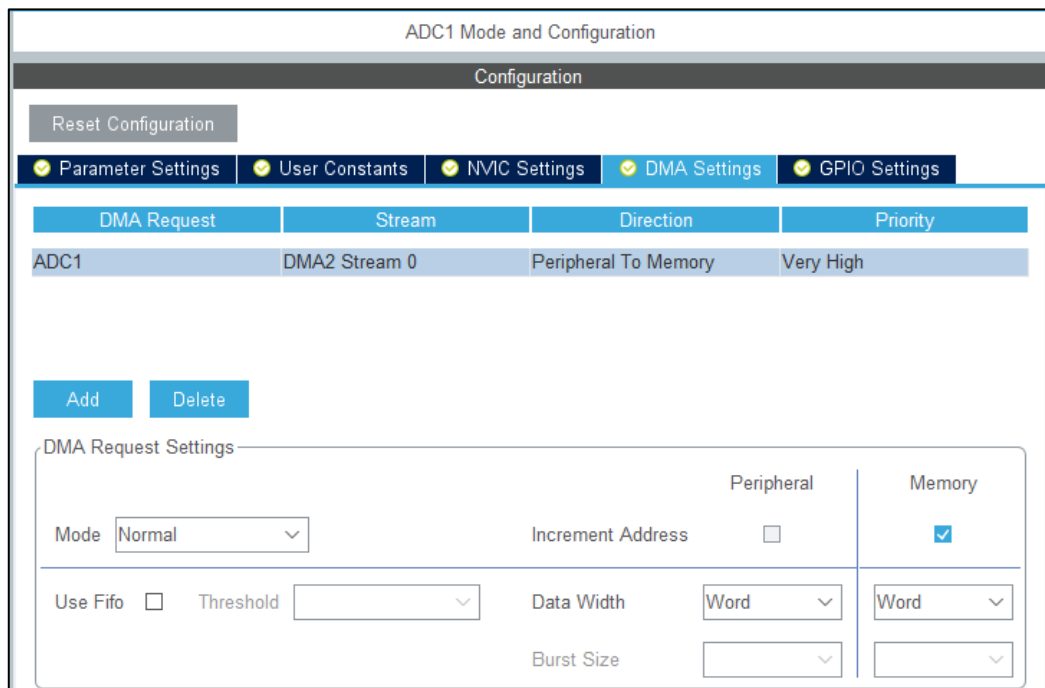 ADC1 Mode and Configuration
Configuration
Reset Configuration
Parameter Settings User Constants NVIC Settings DMA Settings GPIO Settings
DMA Request Stream Direction Priority
ADC1 DMA2 Stream 0 Peripheral To Memory Very High
Add Delete
DMA Request Settings
Peripheral Memory
Mode Normal Increment Address
Use Fifo Threshold Data Width Word Word
Burst Size